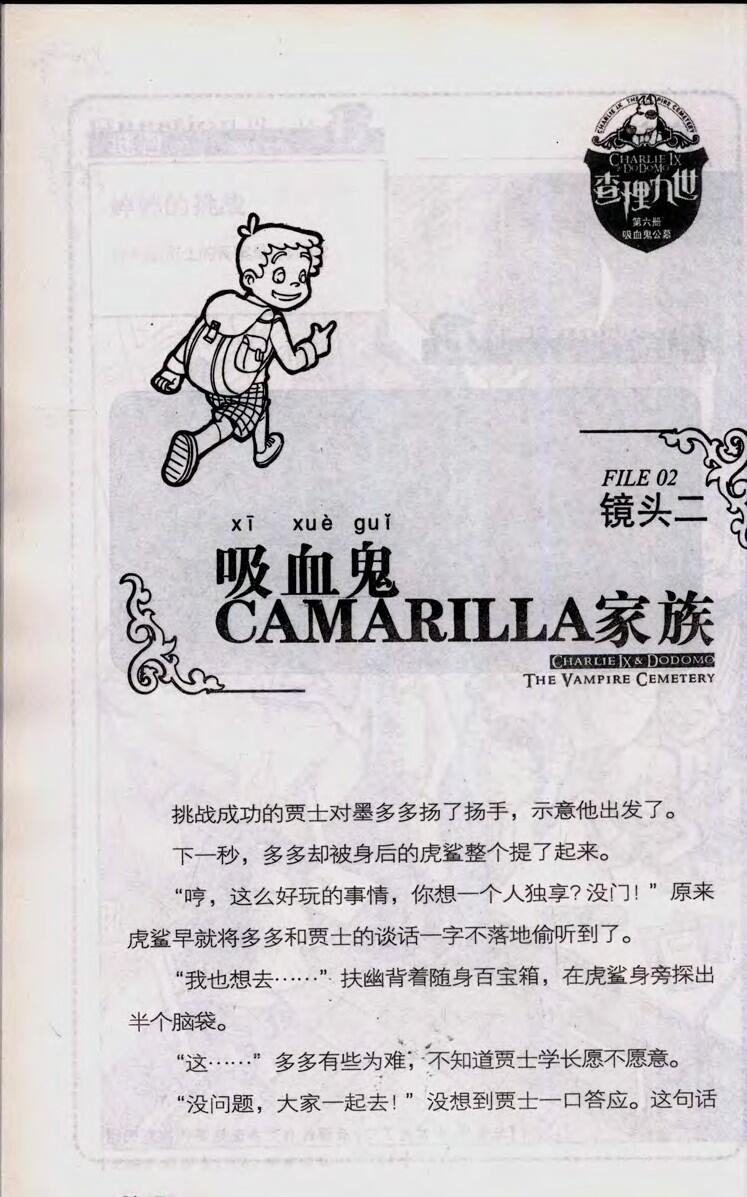 CHARLIE IX THE VAMPIRE CEMETERY
CHARLIE IX
& DODOMO
查理九世
第六册
吸血鬼公墓
FILE 02
镜头二
xī xuè guǐ
吸血鬼
CAMARILLA家族
CHARLIE IX & DODOMO
THE VAMPIRE CEMETERY
挑战成功的贾士对墨多多扬了扬手，示意他出发了。
下一秒，多多却被身后的虎鲨整个提了起来。
“哼，这么好玩的事情，你想一个人独享？没门！”原来
虎鲨早就将多多和贾士的谈话一字不落地偷听到了。
“我也想去……”扶幽背着随身百宝箱，在虎鲨身旁探出
半个脑袋。
“这……”多多有些为难，不知道贾士学长愿不愿意。
“没问题，大家一起去！”没想到贾士一口答应。这句话